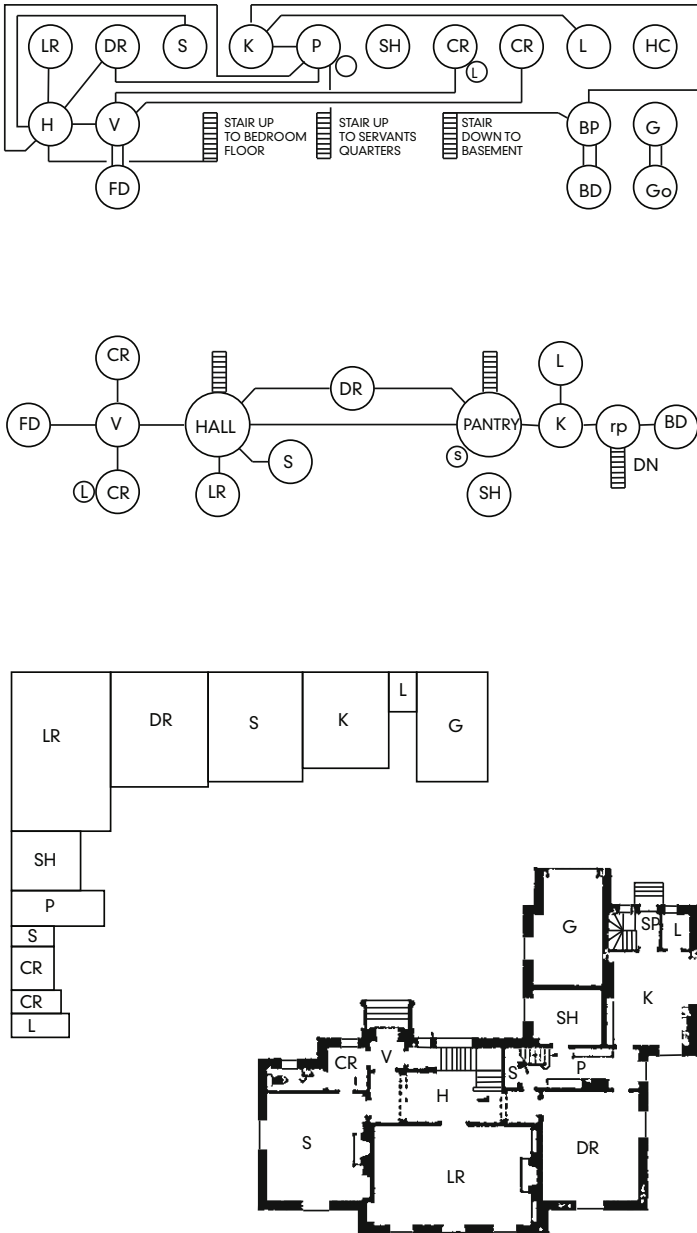 LR DR S K P SH CR CR L HC
L
H V STAIR UP TO BEDROOM FLOOR STAIR UP TO SERVANTS QUARTERS STAIR DOWN TO BASEMENT BP G
FD BD Go
CR L
DR
FD V HALL PANTRY K rp BD
S S DN
L CR LR SH
LR DR S K L G
SH
P
S
CR
CR
L
G SP L
K
SH
CR V S P
H
S LR DR